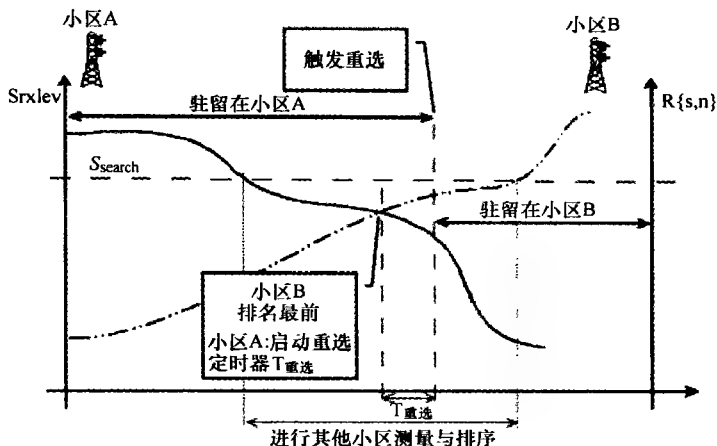 小区A
小区B
触发重选
Srxlev
驻留在小区A
R{s,n}
Ssearch
驻留在小区B
小区B
排名最前
小区A:启动重选
定时器T重选
T重选
进行其他小区测量与排序